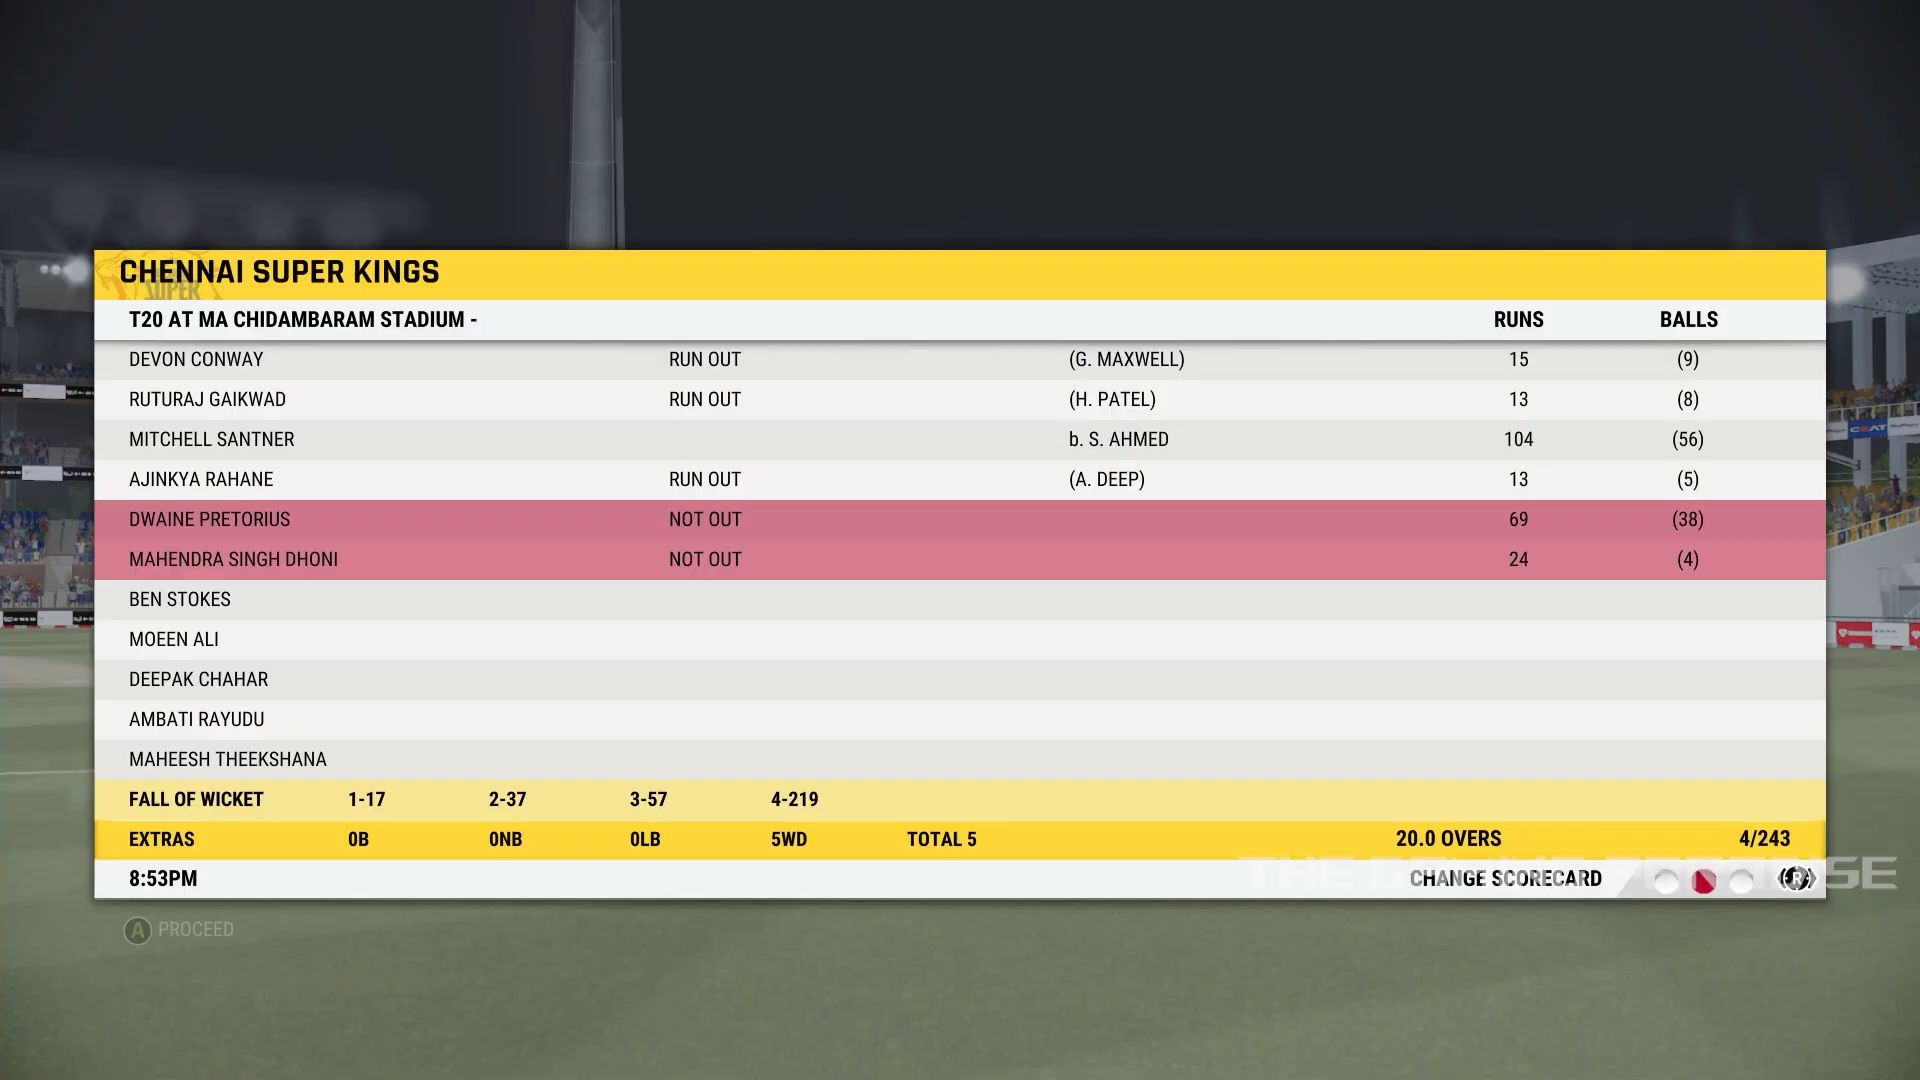 CHENNAI SUPER KINGS
SUPER
T20 AT MA CHIDAMBARAM STADIUM - RUNS BALLS
DEVON CONWAY RUN OUT (G. MAXWELL) 15 (9)
RUTURAJ GAIKWAD RUN OUT (H. PATEL) 13 (8)
MITCHELL SANTNER b. S. AHMED 104 (56)
AJINKYA RAHANE RUN OUT (A. DEEP) 13 (5)
DWAINE PRETORIUS NOT OUT 69 (38)
MAHENDRA SINGH DHONI NOT OUT 24 (4)
BEN STOKES
MOEEN ALI
DEEPAK CHAHAR
AMBATI RAYUDU
MAHEESH THEEKSHANA
FALL OF WICKET 1-17 2-37 3-57 4-219
EXTRAS 0B 0NB 0LB 5WD TOTAL 5 20.0 OVERS 4/243
8:53PM CHANGE SCORECARD R
A PROCEED
CEAT